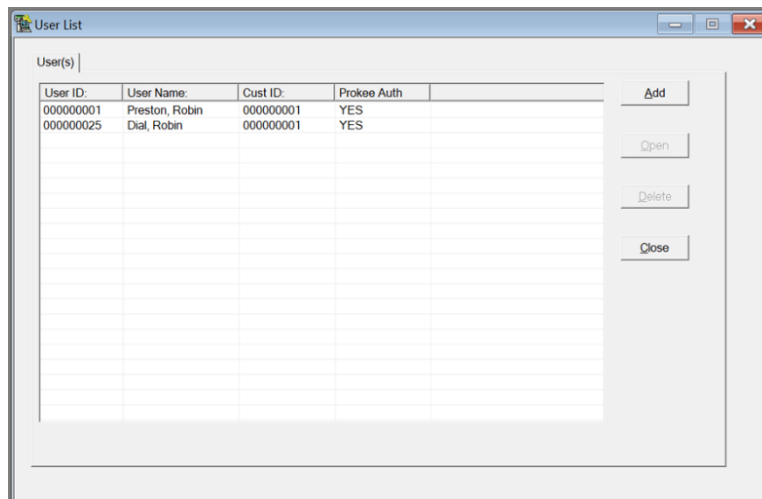 User List
User(s)
User ID: User Name: Cust ID: Prokee Auth
000000001 Preston, Robin 000000001 YES
000000025 Dial, Robin 000000001 YES
Add
Open
Delete
Close